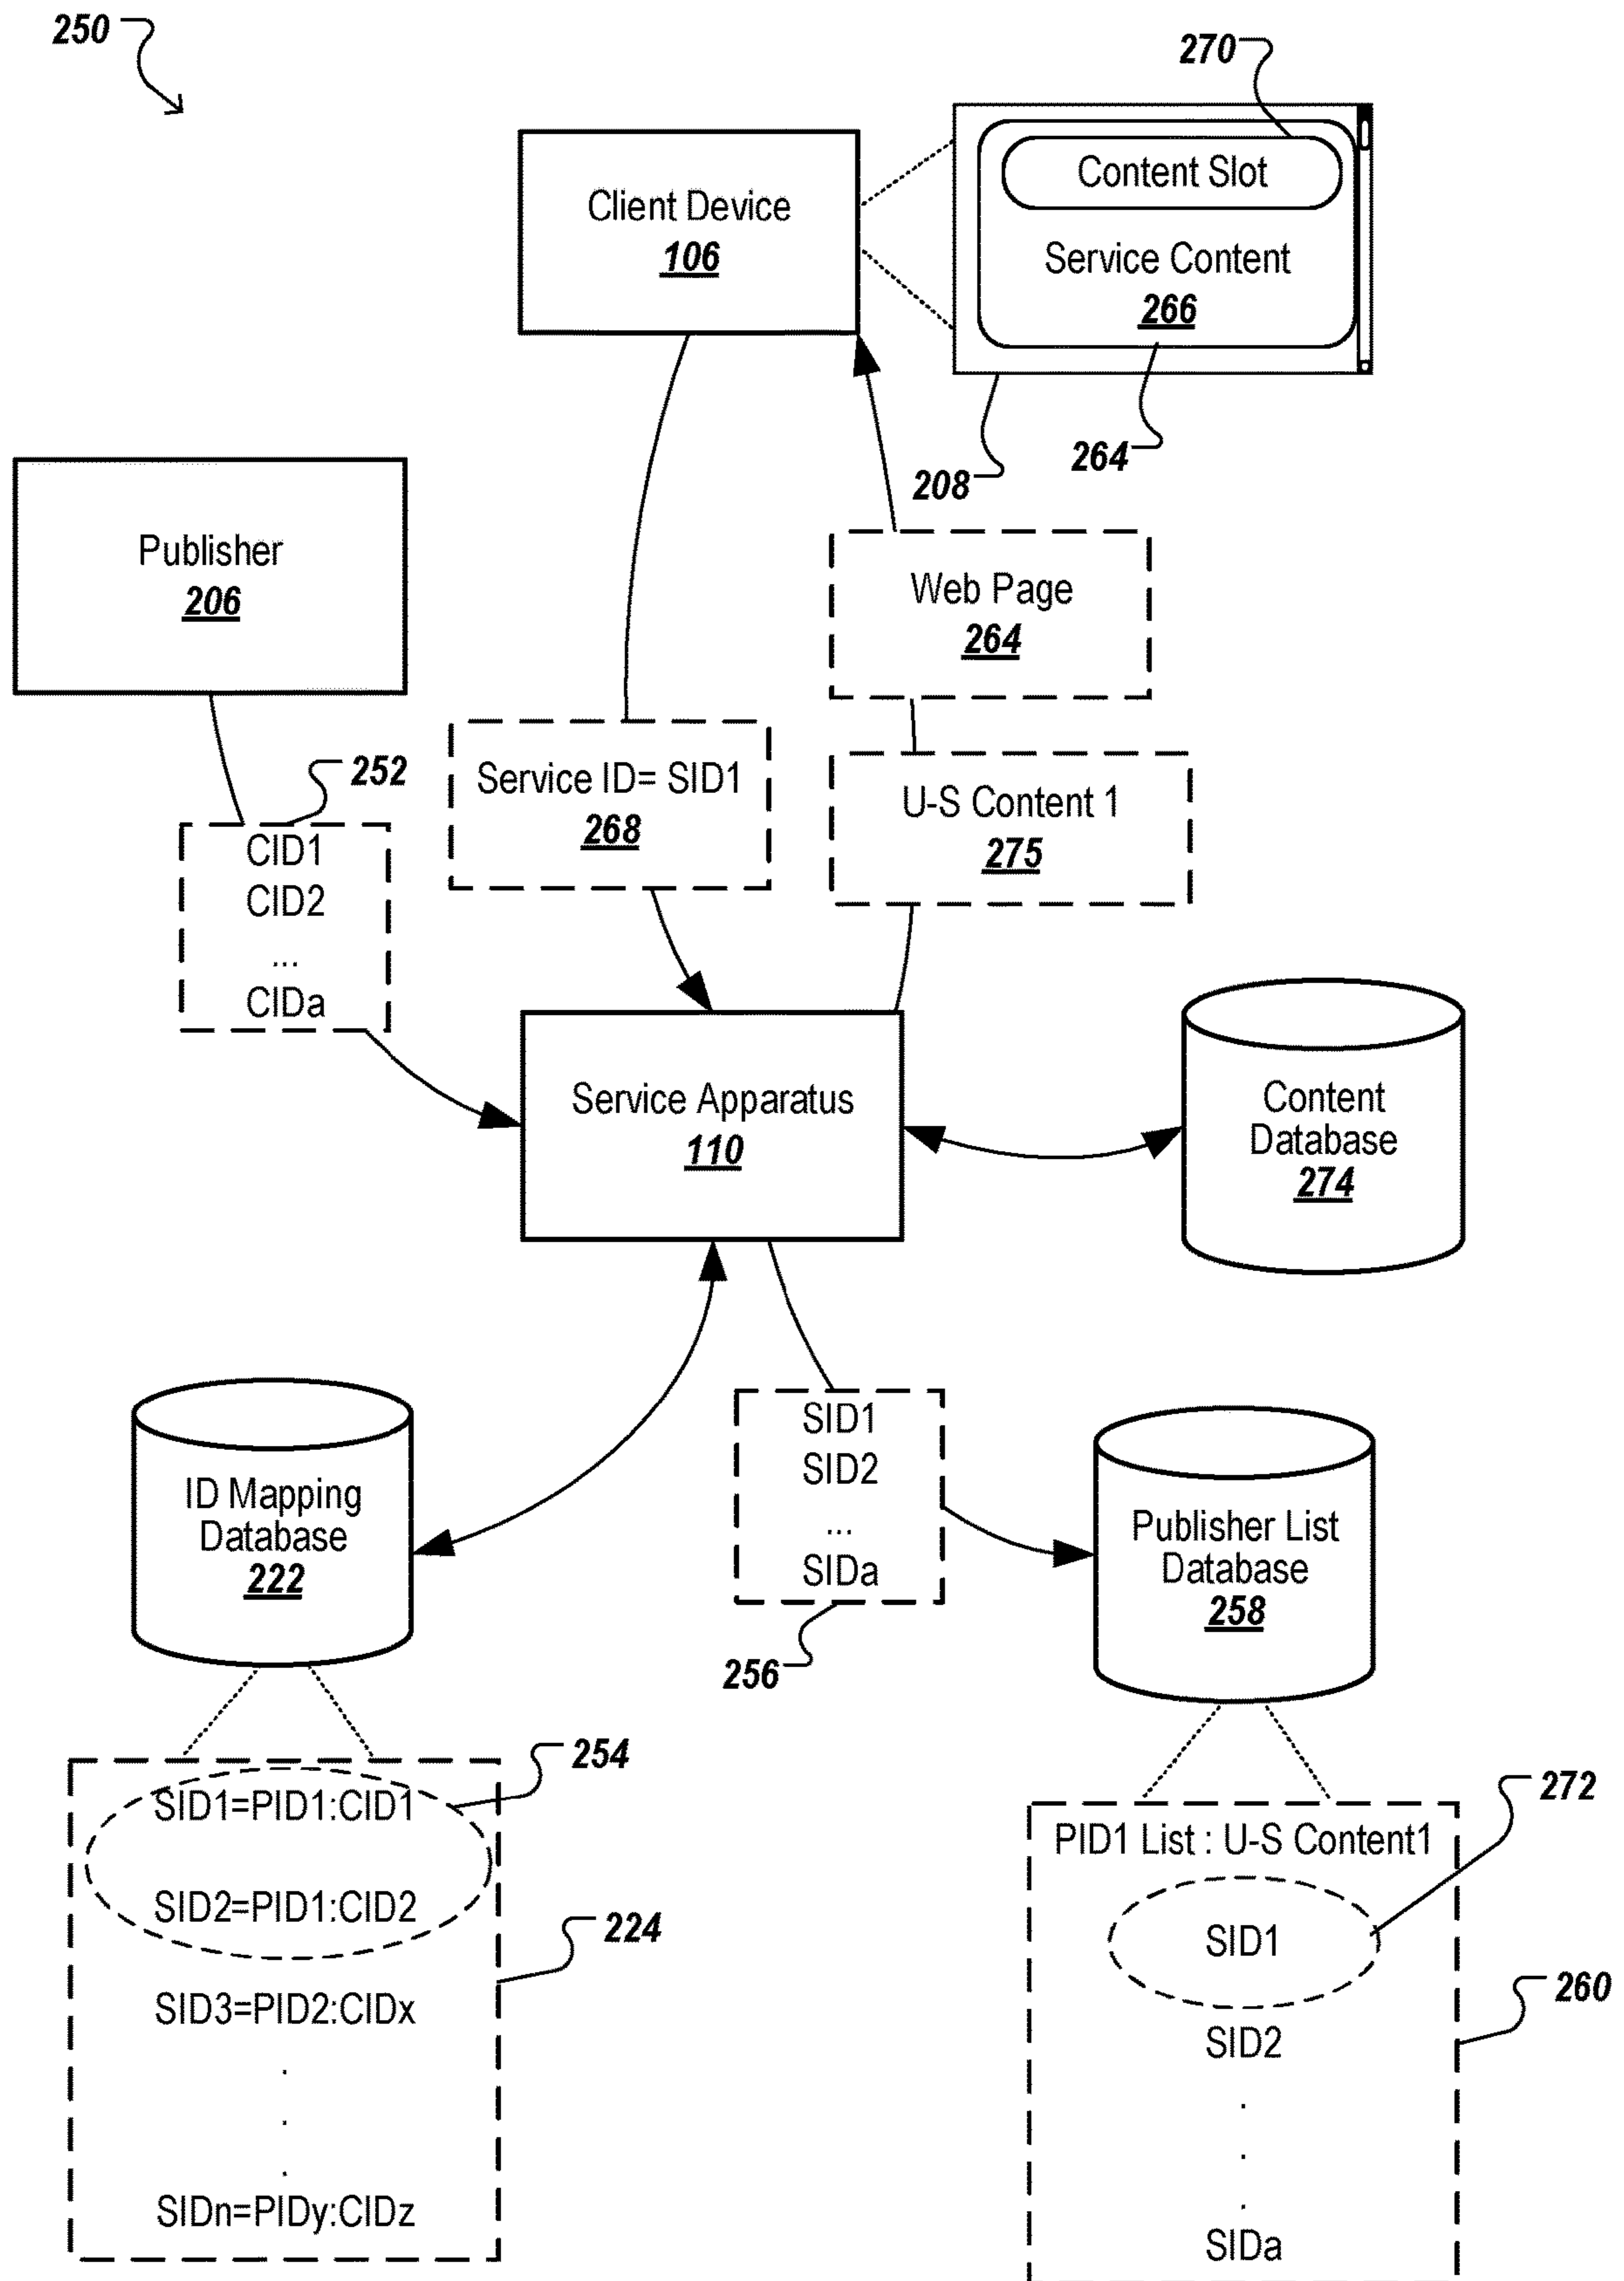 250
270
Content Slot
Client Device
106
Service Content
266
264
208
Publisher
206
Web Page
264
252
Service ID= SID1
268
U-S Content 1
275
CID1
CID2
...
CIDa
Service Apparatus
110
Content
Database
274
SID1
SID2
...
SIDa
256
ID Mapping
Database
222
Publisher List
Database
258
254
SID1=PID1:CID1
SID2=PID1:CID2
224
SID3=PID2:CIDx
.
.
.
SIDn=PIDy:CIDz
272
PID1 List : U-S Content1
SID1
260
SID2
.
.
.
SIDa